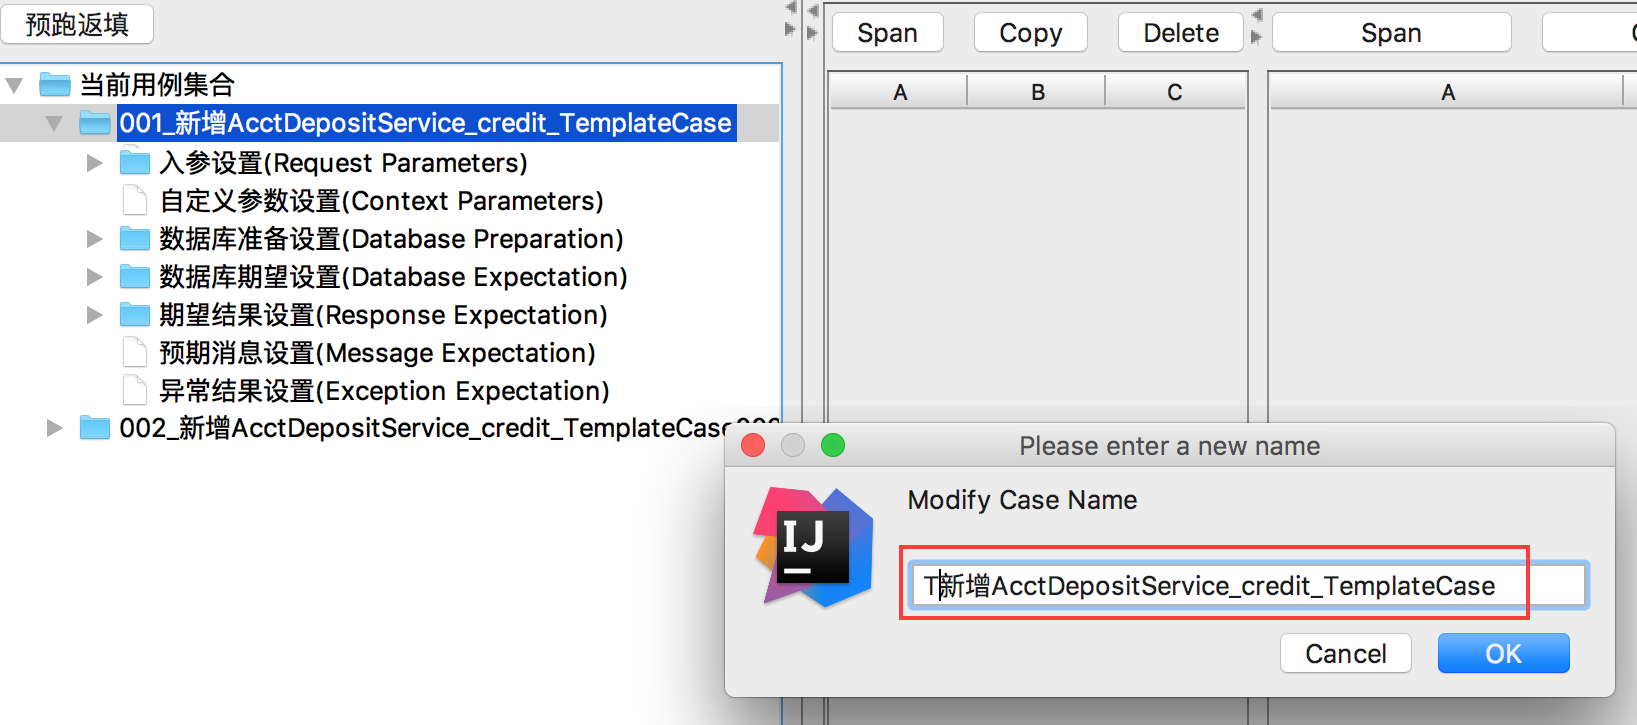 预跑返填
Span Copy Delete Span
A B C A
当前用例集合
001_新增AcctDepositService_credit_TemplateCase
入参设置(Request Parameters)
自定义参数设置(Context Parameters)
数据库准备设置(Database Preparation)
数据库期望设置(Database Expectation)
期望结果设置(Response Expectation)
预期消息设置(Message Expectation)
异常结果设置(Exception Expectation)
002_新增AcctDepositService_credit_TemplateCase
Please enter a new name
IJ
Modify Case Name
T新增AcctDepositService_credit_TemplateCase
Cancel OK